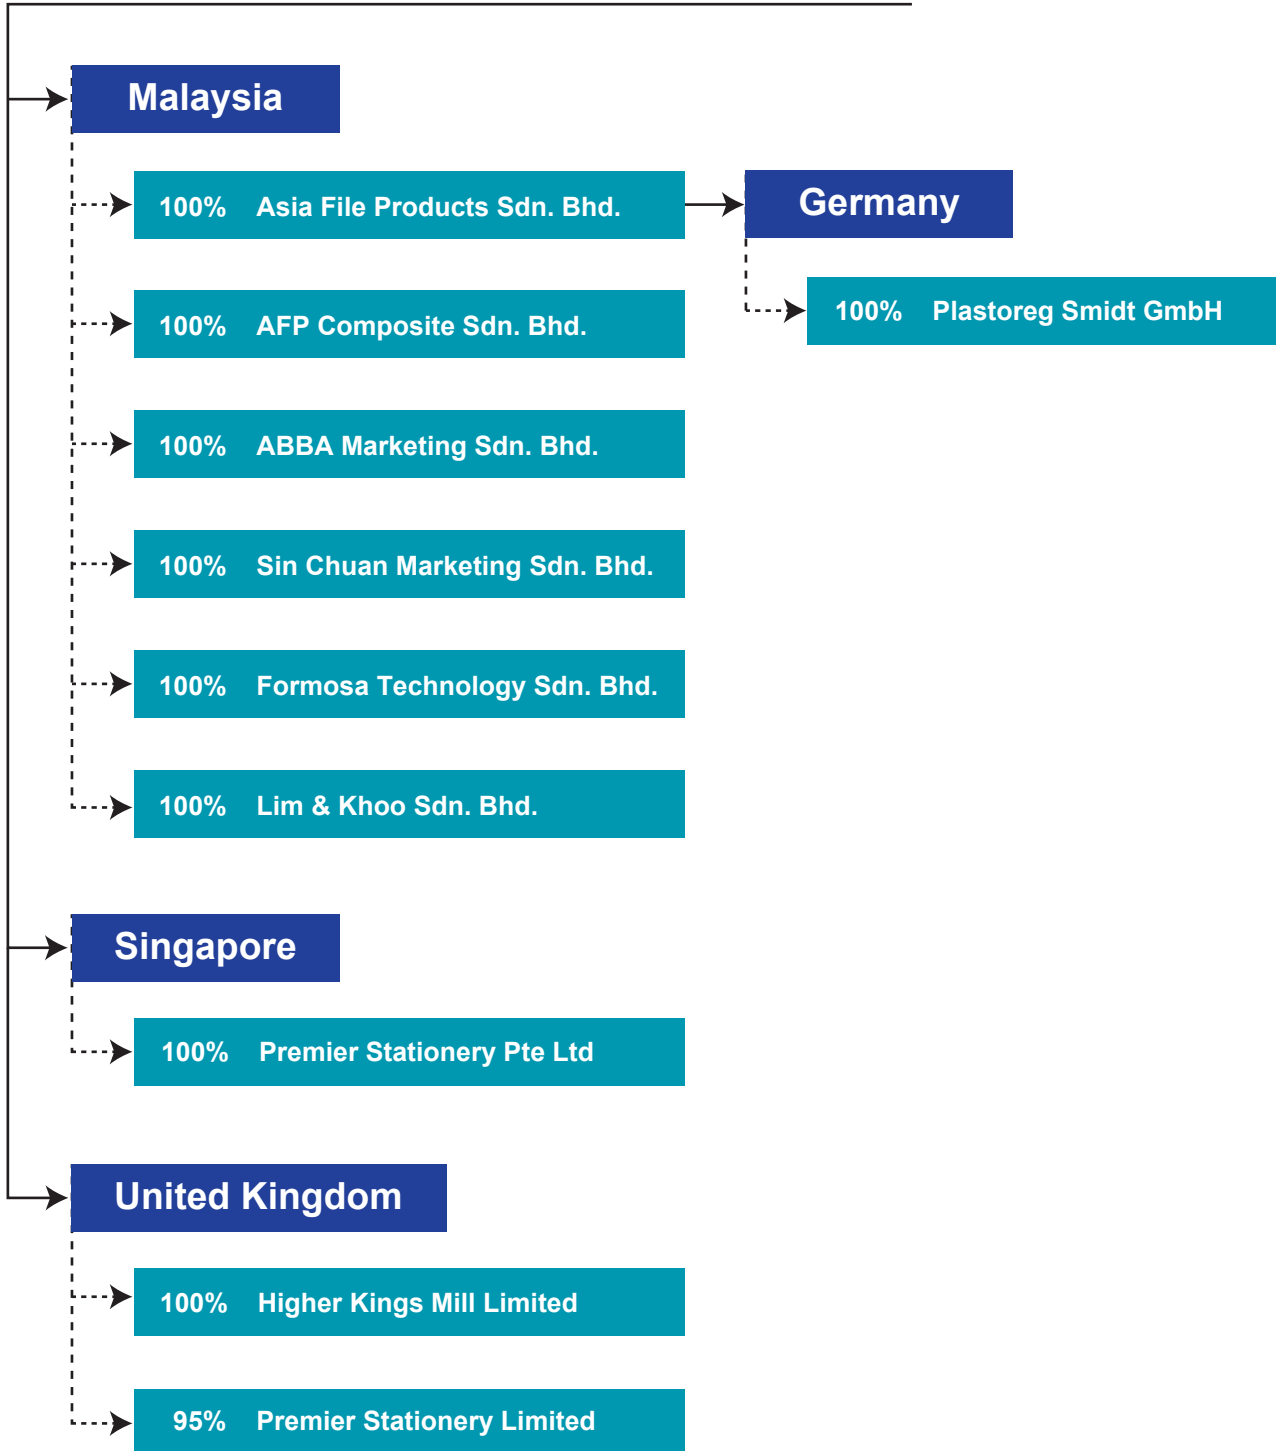 Malaysia
100% Asia File Products Sdn. Bhd.
Germany
100% Plastoreg Smidt GmbH
100% AFP Composite Sdn. Bhd.
100% ABBA Marketing Sdn. Bhd.
100% Sin Chuan Marketing Sdn. Bhd.
100% Formosa Technology Sdn. Bhd.
100% Lim & Khoo Sdn. Bhd.
Singapore
100% Premier Stationery Pte Ltd
United Kingdom
100% Higher Kings Mill Limited
95% Premier Stationery Limited